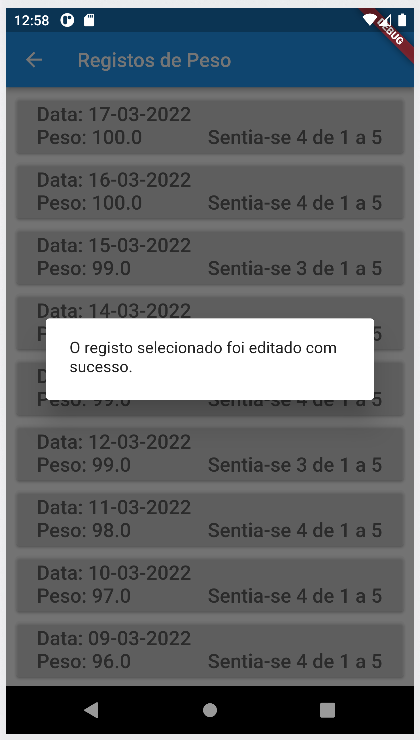 12:58
DEBUG
Registos de Peso
Data: 17-03-2022
Peso: 100.0 Sentia-se 4 de 1 a 5
Data: 16-03-2022
Peso: 100.0 Sentia-se 4 de 1 a 5
Data: 15-03-2022
Peso: 99.0 Sentia-se 3 de 1 a 5
Data: 14-03-2022
O registo selecionado foi editado com
sucesso.
Peso: 99.0 Sentia-se 4 de 1 a 5
Data: 12-03-2022
Peso: 99.0 Sentia-se 3 de 1 a 5
Data: 11-03-2022
Peso: 98.0 Sentia-se 4 de 1 a 5
Data: 10-03-2022
Peso: 97.0 Sentia-se 4 de 1 a 5
Data: 09-03-2022
Peso: 96.0 Sentia-se 4 de 1 a 5